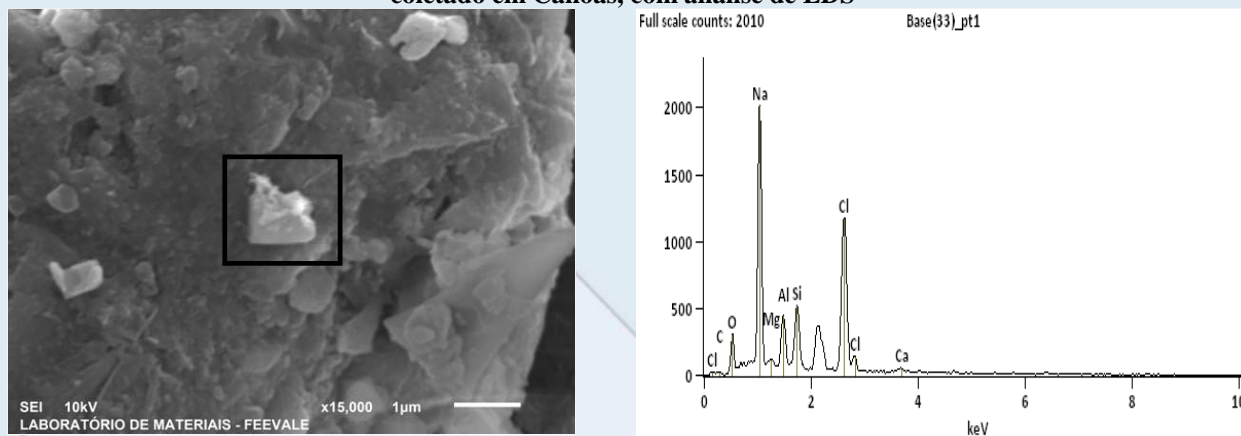 coletado em Canoas, com análise de EDS
Full scale counts: 2010
Base(33)_pt1
2000
1500
1000
500
0
Na
Cl
Al
Si
Mg
O
C
Cl
Cl
Ca
0
2
4
6
8
10
keV
SEI 10kV x15,000 1µm
LABORATÓRIO DE MATERIAIS - FEEVALE